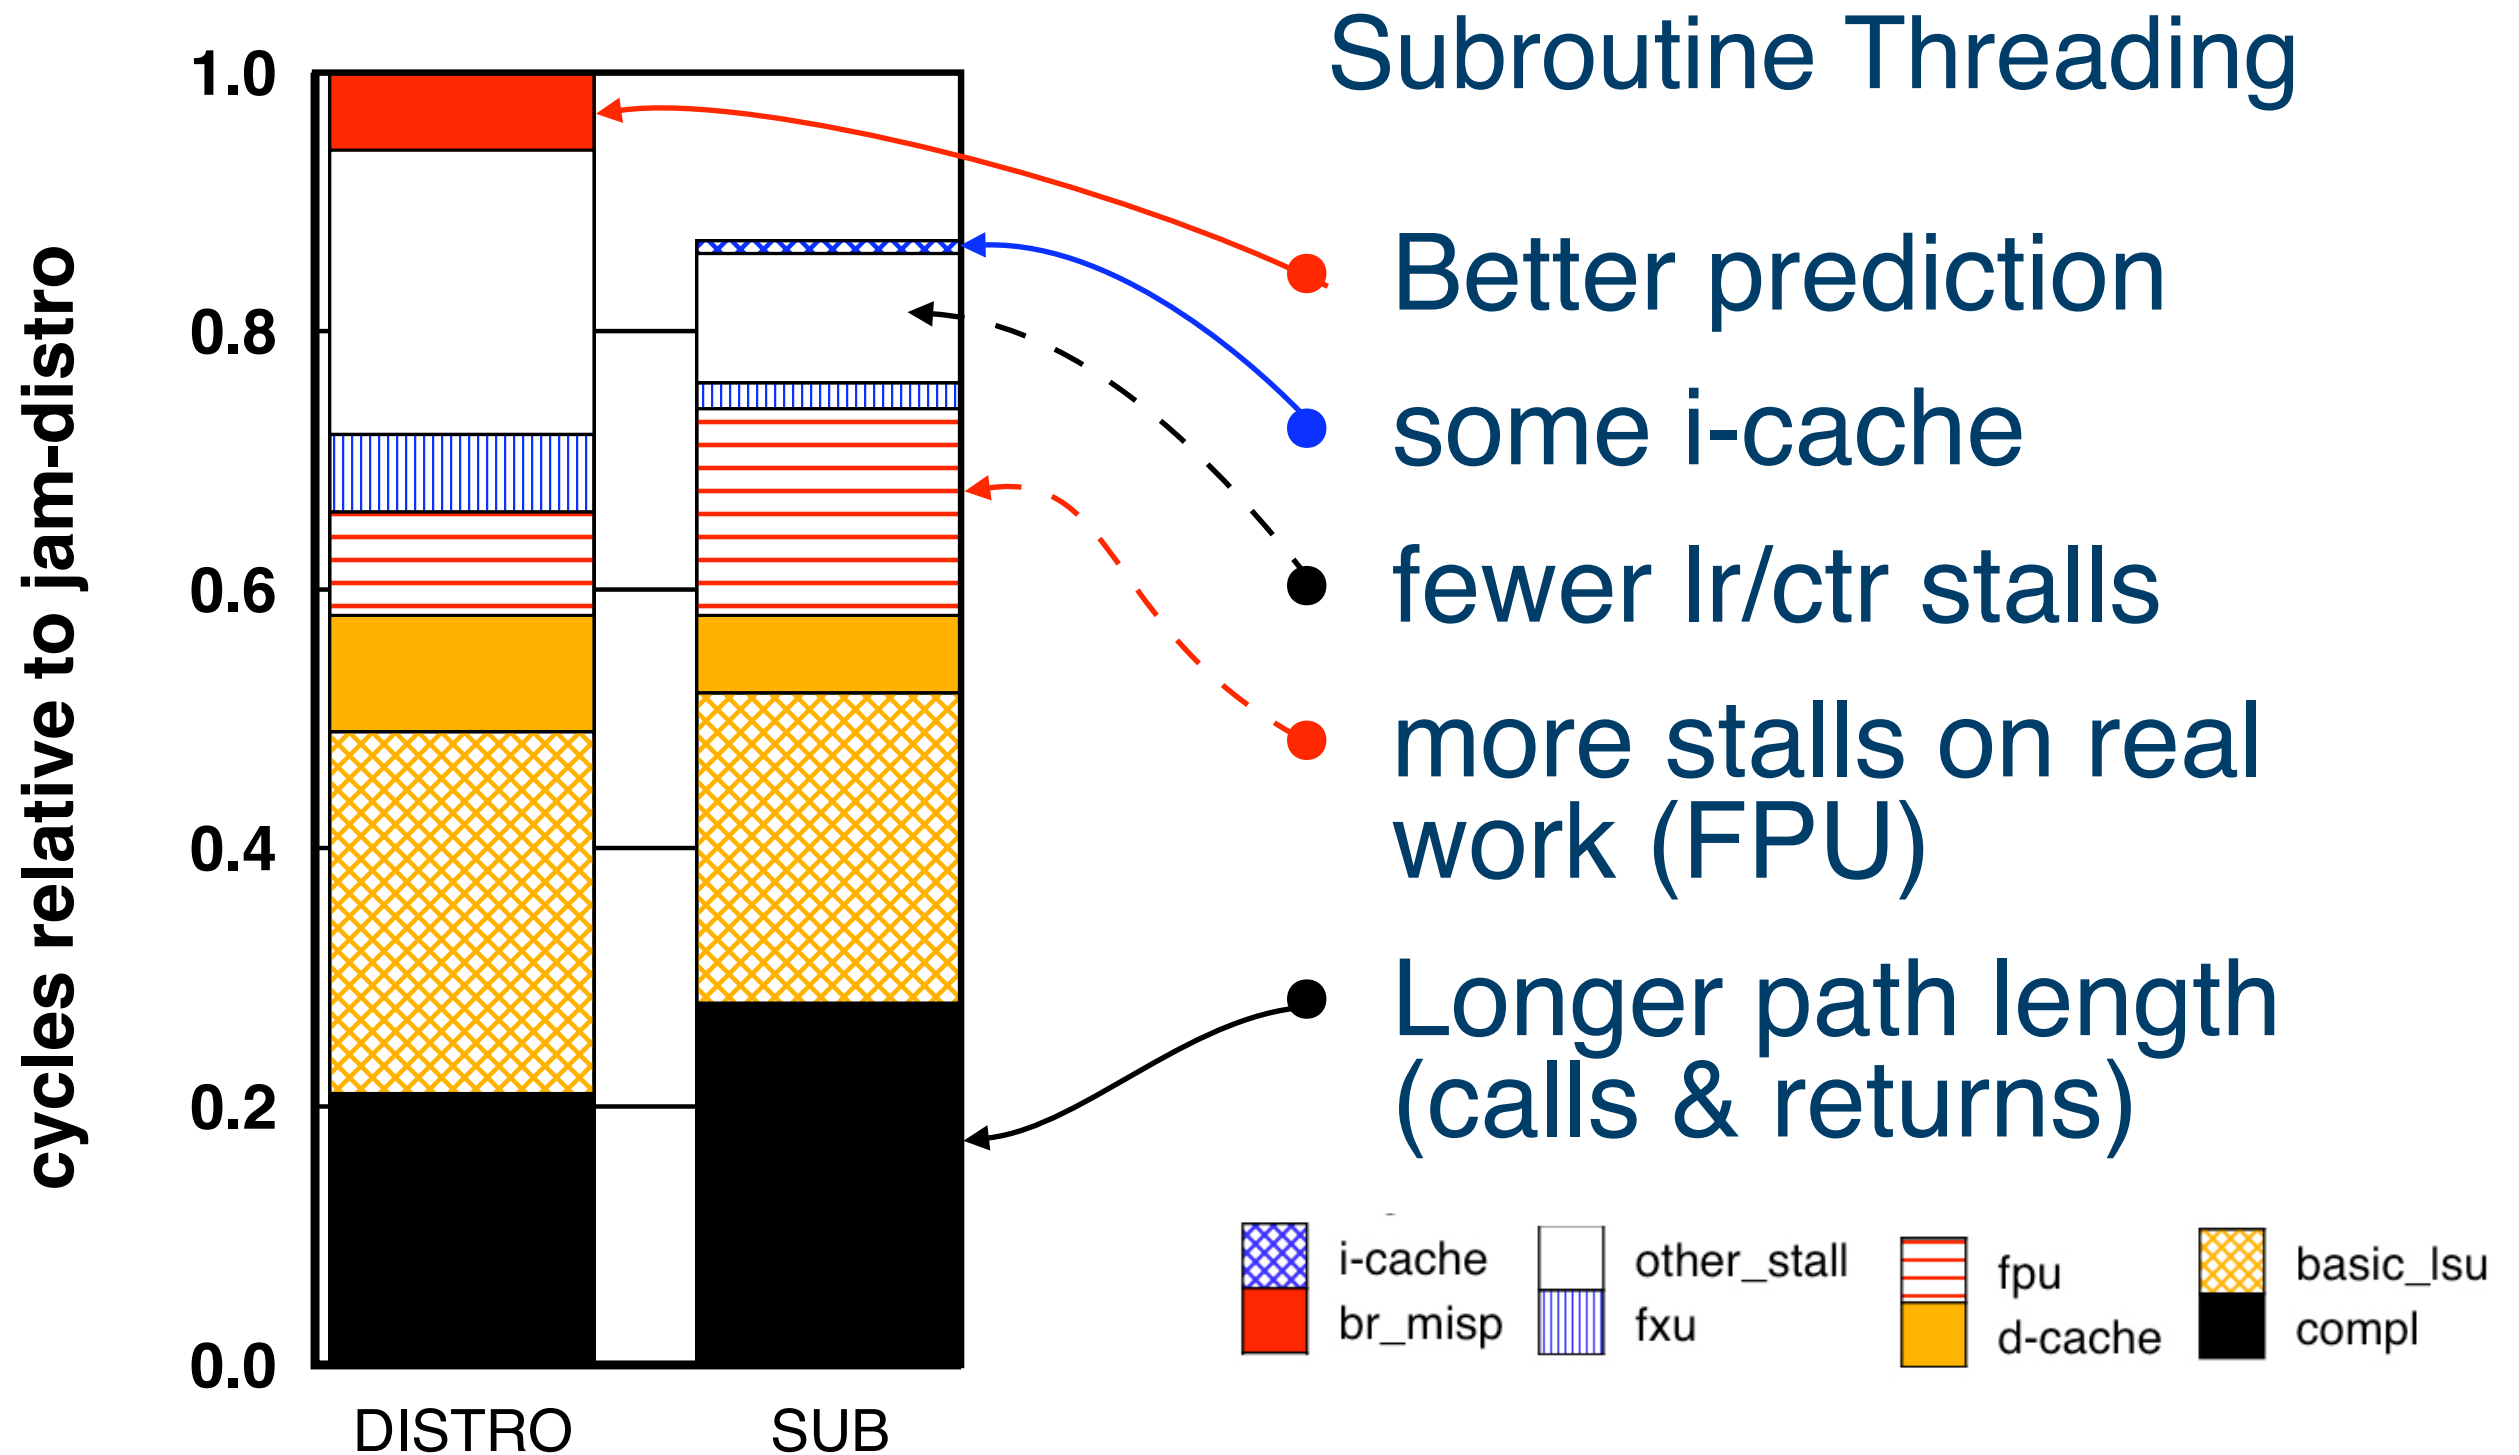 Subroutine Threading
cycles relative to jam-distro
1.0
0.8
0.6
0.4
0.2
0.0
DISTRO
SUB
Better prediction
some i-cache
fewer lr/ctr stalls
more stalls on real
work (FPU)
Longer path length
(calls & returns)
i-cache
br_misp
other_stall
fxu
fpu
d-cache
basic_lsu
compl